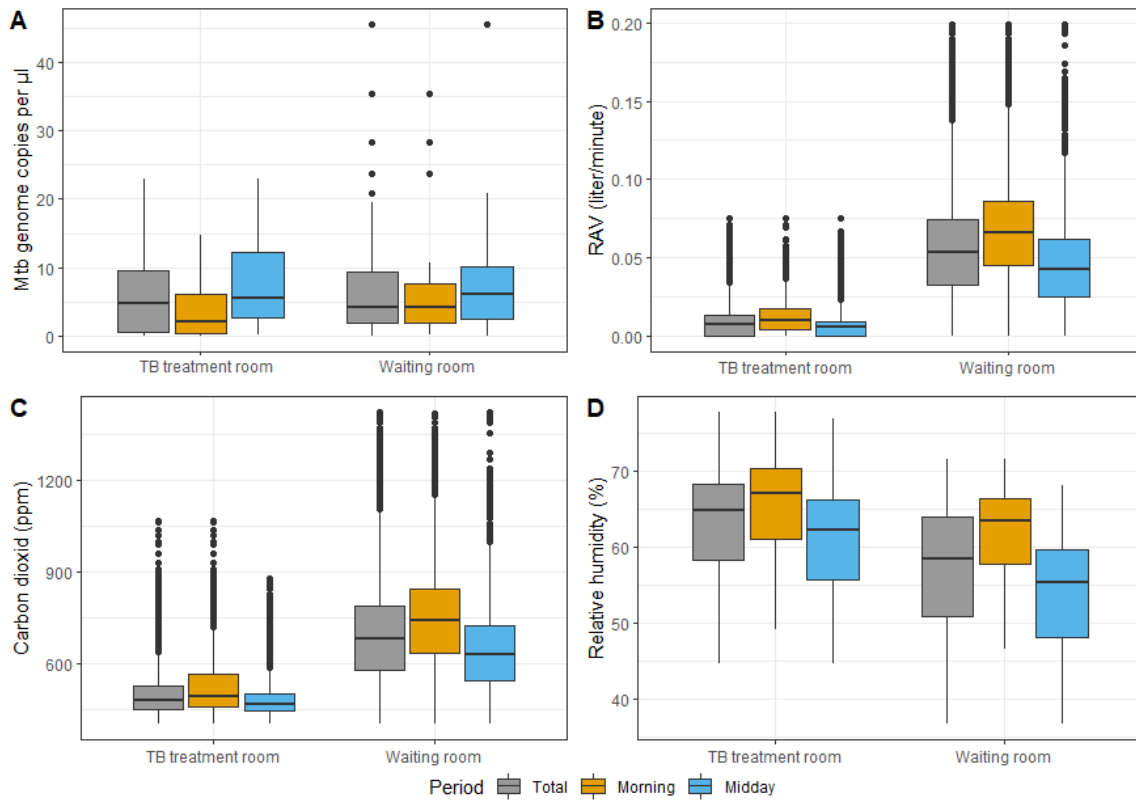 A
Mtb genome copies per µl
40
30
20
10
0
TB treatment room
Waiting room
B
RAV (liter/minute)
0.20
0.15
0.10
0.05
0.00
TB treatment room
Waiting room
C
Carbon dioxid (ppm)
1200
900
600
TB treatment room
Waiting room
D
Relative humidity (%)
70
60
50
40
TB treatment room
Waiting room
Period Total Morning Midday